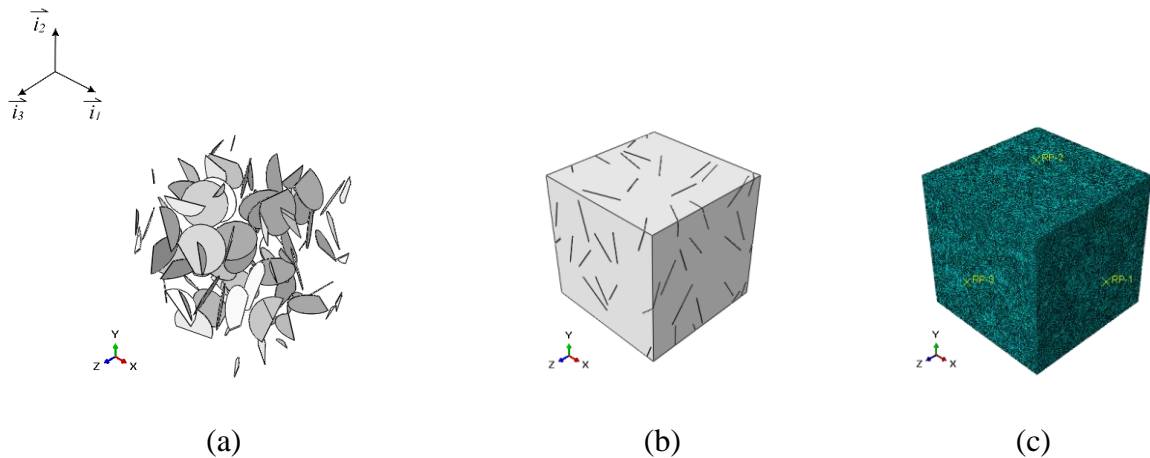 i2
i3 i1
Y
Z X
Y
Z X
RP-2
RP-3
RP-1
Y
Z X
(a) (b) (c)